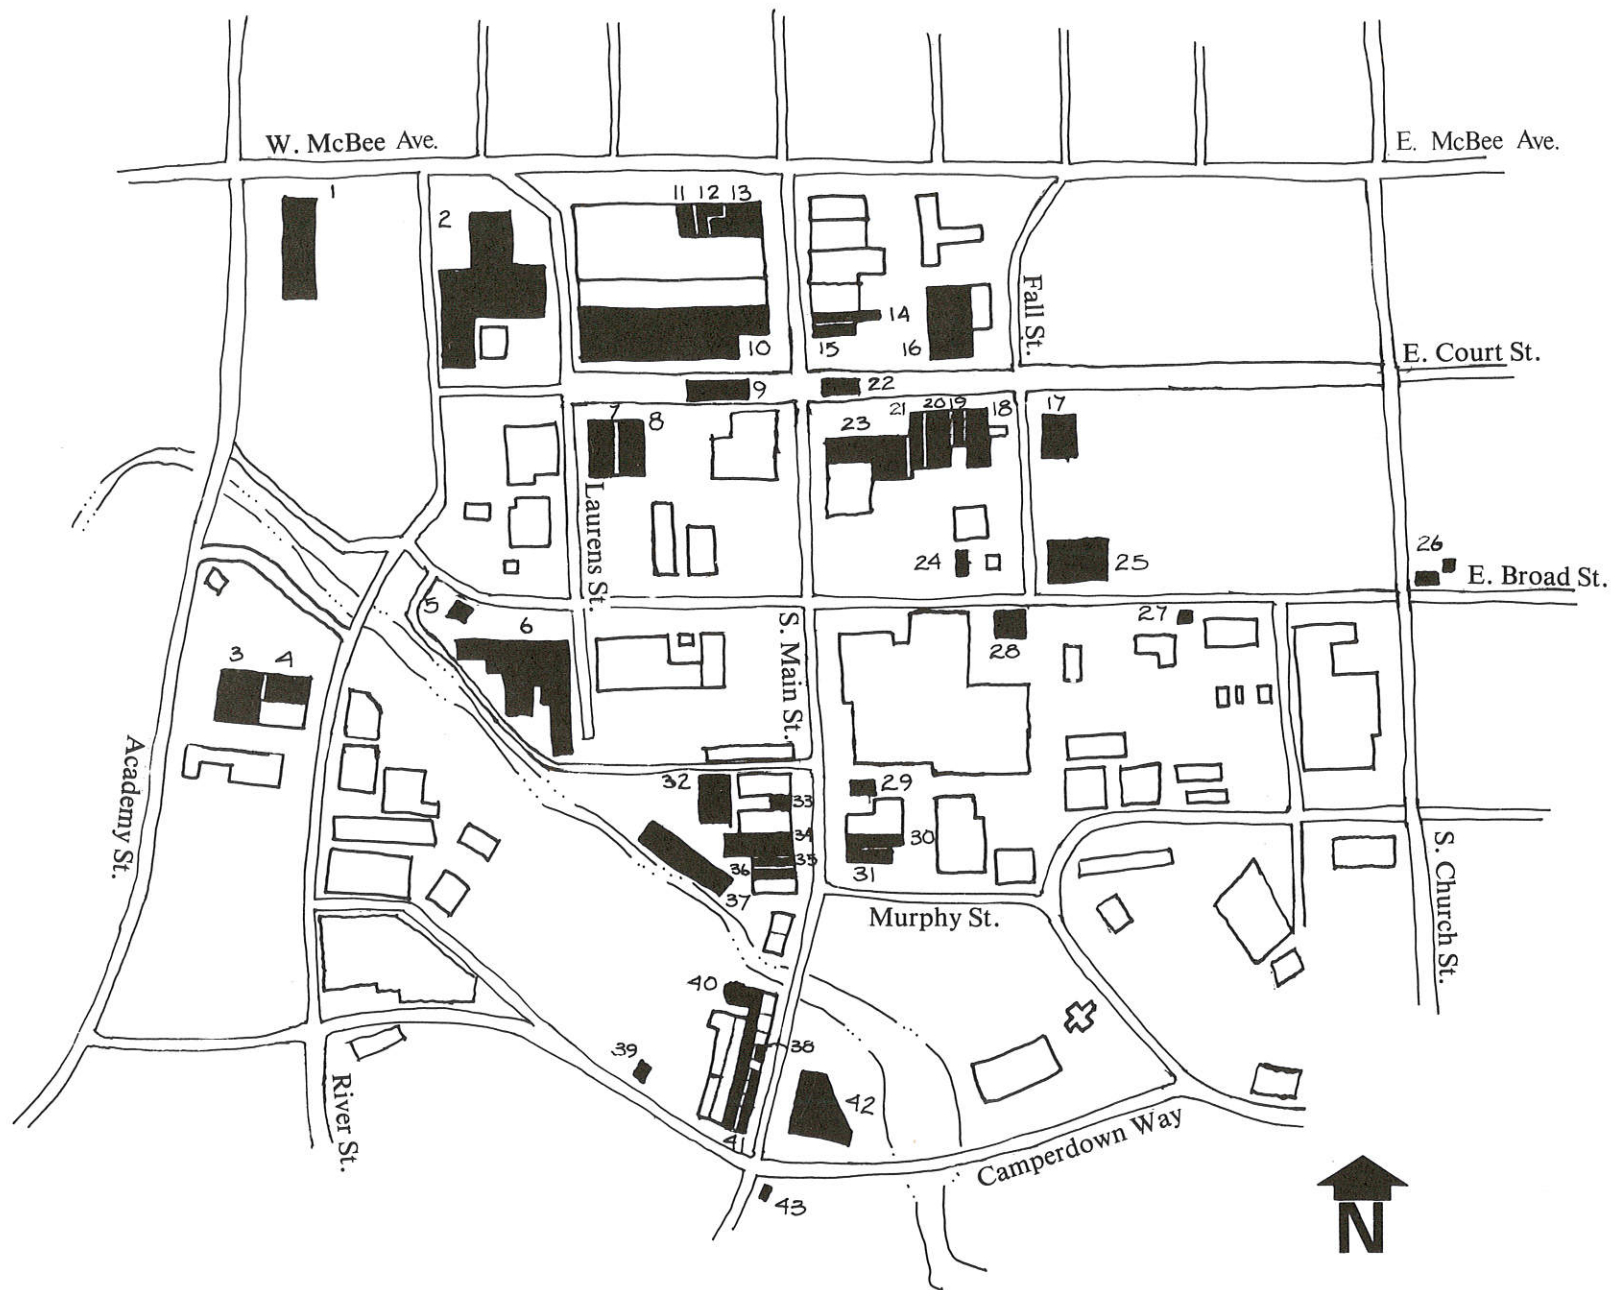 W. McBee Ave.
E. McBee Ave.
1
2
11 12 13
14
15
16
10
Fall St.
E. Court St.
9
22
7
8
23
21
20
19
18
17
Laurens St.
24
25
26
E. Broad St.
5
6
27
28
3
4
S. Main St.
Academy St.
32
33
29
34
30
35
36
31
37
Murphy St.
S. Church St.
40
38
39
42
41
River St.
Camperdown Way
43
N